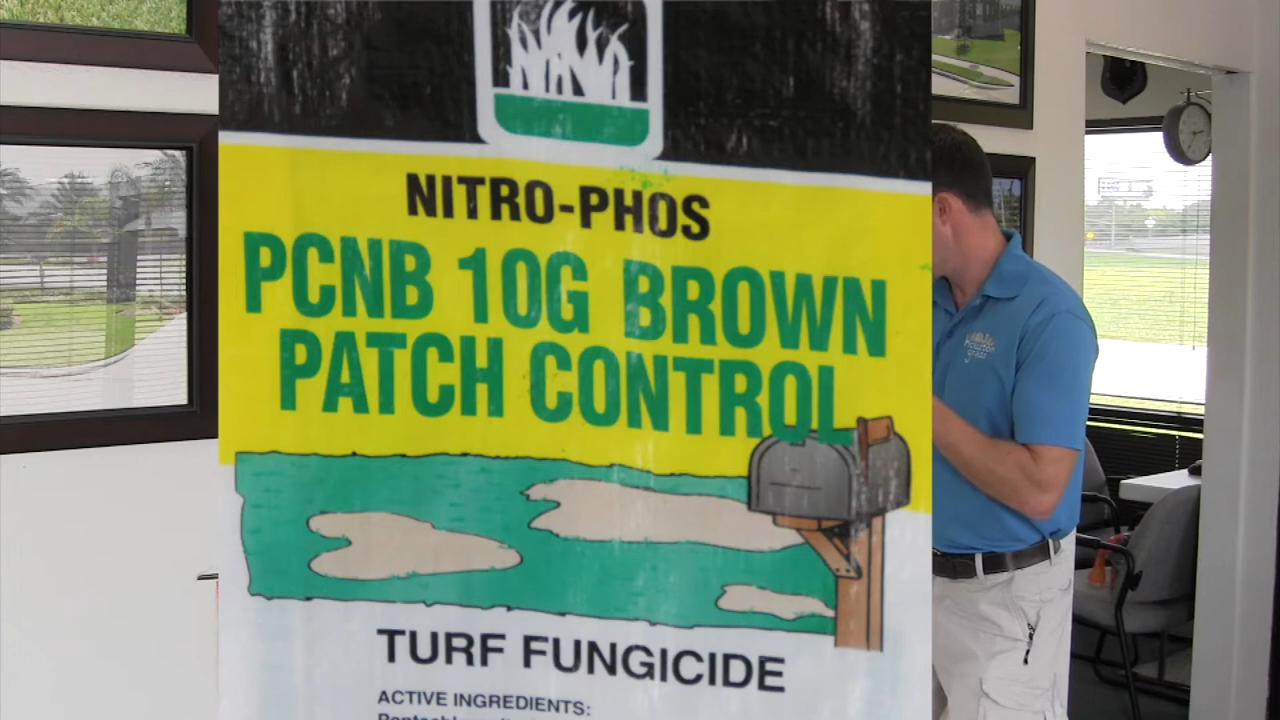 NITRO-PHOS
PCNB 10G BROWN
PATCH CONTROL
TURF FUNGICIDE
ACTIVE INGREDIENTS: